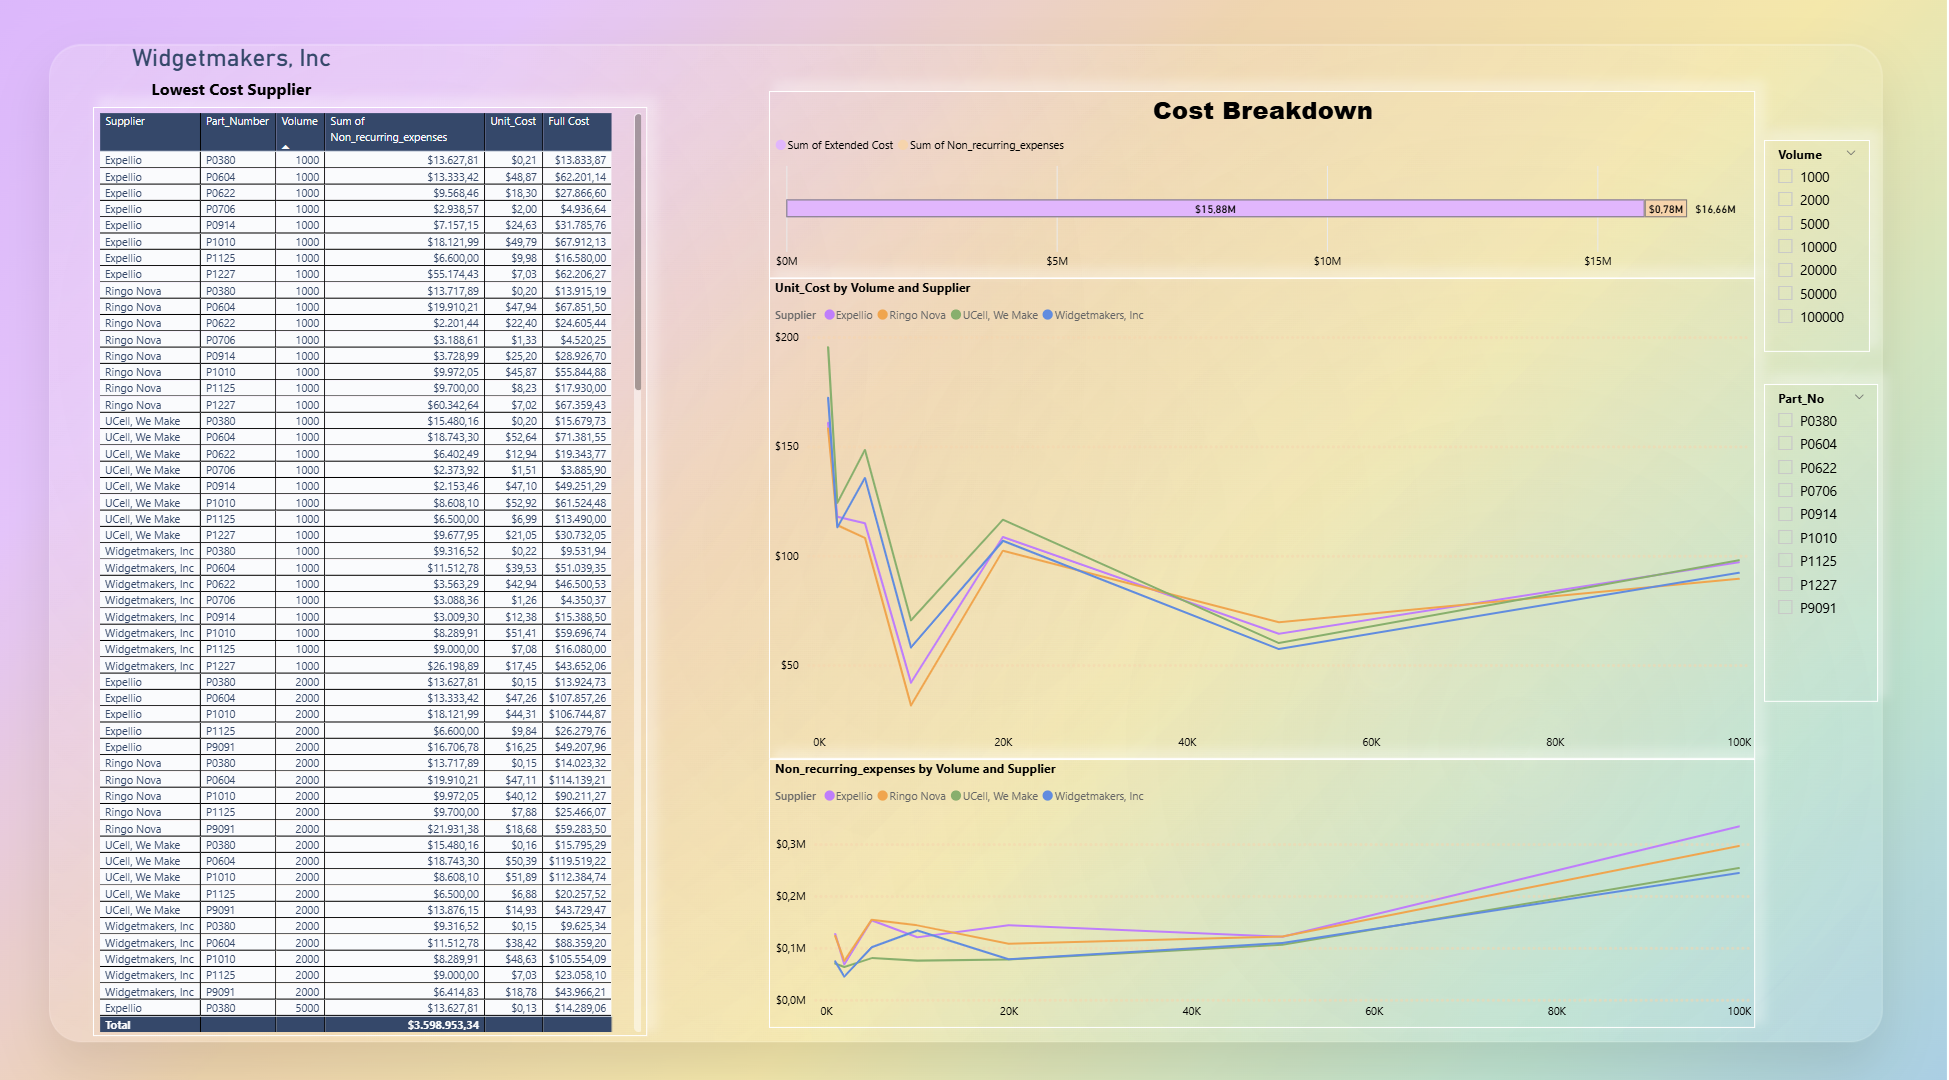 Widgetmakers, Inc
Lowest Cost Supplier
Supplier Part_Number Volume Sum of Non_recurring_expenses Unit_Cost Full Cost
Expellio P0380 1000 $13.627,81 $0,21 $13.833,87
Expellio P0604 1000 $13.333,42 $48,87 $62.201,14
Expellio P0622 1000 $9.568,46 $18,30 $27.866,60
Expellio P0706 1000 $2.938,57 $2,00 $4.936,64
Expellio P0914 1000 $7.157,15 $24,63 $31.785,76
Expellio P1010 1000 $18.121,99 $49,79 $67.912,13
Expellio P1125 1000 $6.600,00 $9,98 $16.580,00
Expellio P1227 1000 $55.174,43 $7,03 $62.206,27
Ringo Nova P0380 1000 $13.717,89 $0,20 $13.915,19
Ringo Nova P0604 1000 $19.910,21 $47,94 $67.851,50
Ringo Nova P0622 1000 $2.201,44 $22,40 $24.605,44
Ringo Nova P0706 1000 $3.188,61 $1,33 $4.520,25
Ringo Nova P0914 1000 $3.728,99 $25,20 $28.926,70
Ringo Nova P1010 1000 $9.972,05 $45,87 $55.844,88
Ringo Nova P1125 1000 $9.700,00 $8,23 $17.930,00
Ringo Nova P1227 1000 $60.342,64 $7,02 $67.359,43
UCell, We Make P0380 1000 $15.480,16 $0,20 $15.679,73
UCell, We Make P0604 1000 $18.743,30 $52,64 $71.381,55
UCell, We Make P0622 1000 $6.402,49 $12,94 $19.343,77
UCell, We Make P0706 1000 $2.373,92 $1,51 $3.885,90
UCell, We Make P0914 1000 $2.153,46 $47,10 $49.251,29
UCell, We Make P1010 1000 $8.608,10 $52,92 $61.524,48
UCell, We Make P1125 1000 $6.500,00 $6,99 $13.490,00
UCell, We Make P1227 1000 $9.677,95 $21,05 $30.732,05
Widgetmakers, Inc P0380 1000 $9.316,52 $0,22 $9.531,94
Widgetmakers, Inc P0604 1000 $11.512,78 $39,53 $51.039,35
Widgetmakers, Inc P0622 1000 $3.563,29 $42,94 $46.500,53
Widgetmakers, Inc P0706 1000 $3.088,36 $1,26 $4.350,37
Widgetmakers, Inc P0914 1000 $3.009,30 $12,38 $15.388,50
Widgetmakers, Inc P1010 1000 $8.289,91 $51,41 $59.696,74
Widgetmakers, Inc P1125 1000 $9.000,00 $7,08 $16.080,00
Widgetmakers, Inc P1227 1000 $26.198,89 $17,45 $43.652,06
Expellio P0380 2000 $13.627,81 $0,15 $13.924,73
Expellio P0604 2000 $13.333,42 $47,26 $107.857,26
Expellio P1010 2000 $18.121,99 $44,31 $106.744,87
Expellio P1125 2000 $6.600,00 $9,84 $26.279,76
Expellio P9091 2000 $16.706,78 $16,25 $49.207,96
Ringo Nova P0380 2000 $13.717,89 $0,15 $14.023,32
Ringo Nova P0604 2000 $19.910,21 $47,11 $114.139,21
Ringo Nova P1010 2000 $9.972,05 $40,12 $90.211,27
Ringo Nova P1125 2000 $9.700,00 $7,88 $25.466,07
Ringo Nova P9091 2000 $21.931,38 $18,68 $59.283,50
UCell, We Make P0380 2000 $15.480,16 $0,16 $15.795,29
UCell, We Make P0604 2000 $18.743,30 $50,39 $119.519,22
UCell, We Make P1010 2000 $8.608,10 $51,89 $112.384,74
UCell, We Make P1125 2000 $6.500,00 $6,88 $20.257,52
UCell, We Make P9091 2000 $13.876,15 $14,93 $43.729,47
Widgetmakers, Inc P0380 2000 $9.316,52 $0,15 $9.625,34
Widgetmakers, Inc P0604 2000 $11.512,78 $38,42 $88.359,20
Widgetmakers, Inc P1010 2000 $8.289,91 $48,63 $105.554,09
Widgetmakers, Inc P1125 2000 $9.000,00 $7,03 $23.058,10
Widgetmakers, Inc P9091 2000 $6.414,83 $18,78 $43.966,21
Expellio P0380 5000 $13.627,81 $0,13 $14.289,06
Total $3.598.953,34
Cost Breakdown
Sum of Extended Cost Sum of Non_recurring_expenses
$15,88M $0,78M $16,66M
$0M $5M $10M $15M
Unit_Cost by Volume and Supplier
Supplier Expellio Ringo Nova UCell, We Make Widgetmakers, Inc
$200
$150
$100
$50
0K 20K 40K 60K 80K 100K
Non_recurring_expenses by Volume and Supplier
Supplier Expellio Ringo Nova UCell, We Make Widgetmakers, Inc
$0,3M
$0,2M
$0,1M
$0,0M
0K 20K 40K 60K 80K 100K
Volume
1000
2000
5000
10000
20000
50000
100000
Part_No
P0380
P0604
P0622
P0706
P0914
P1010
P1125
P1227
P9091